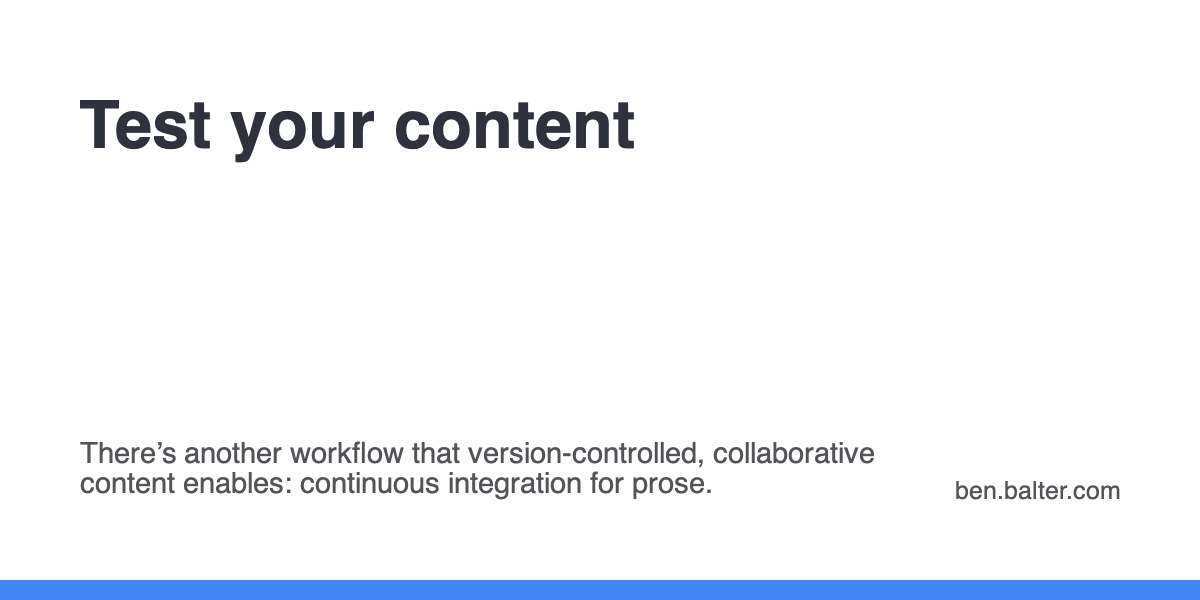 Test your content
There’s another workflow that version-controlled, collaborative
content enables: continuous integration for prose.
ben.balter.com